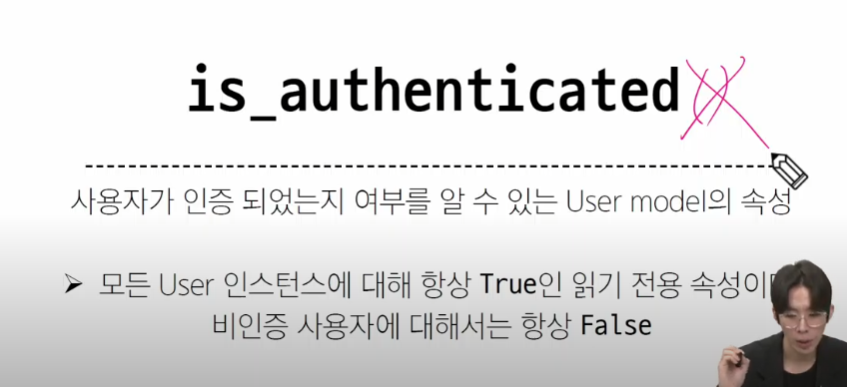 is_authenticated()
사용자가 인증 되었는지 여부를 알 수 있는 User model의 속성
➤ 모든 User 인스턴스에 대해 항상 True인 읽기 전용 속성이
비인증 사용자에 대해서는 항상 False